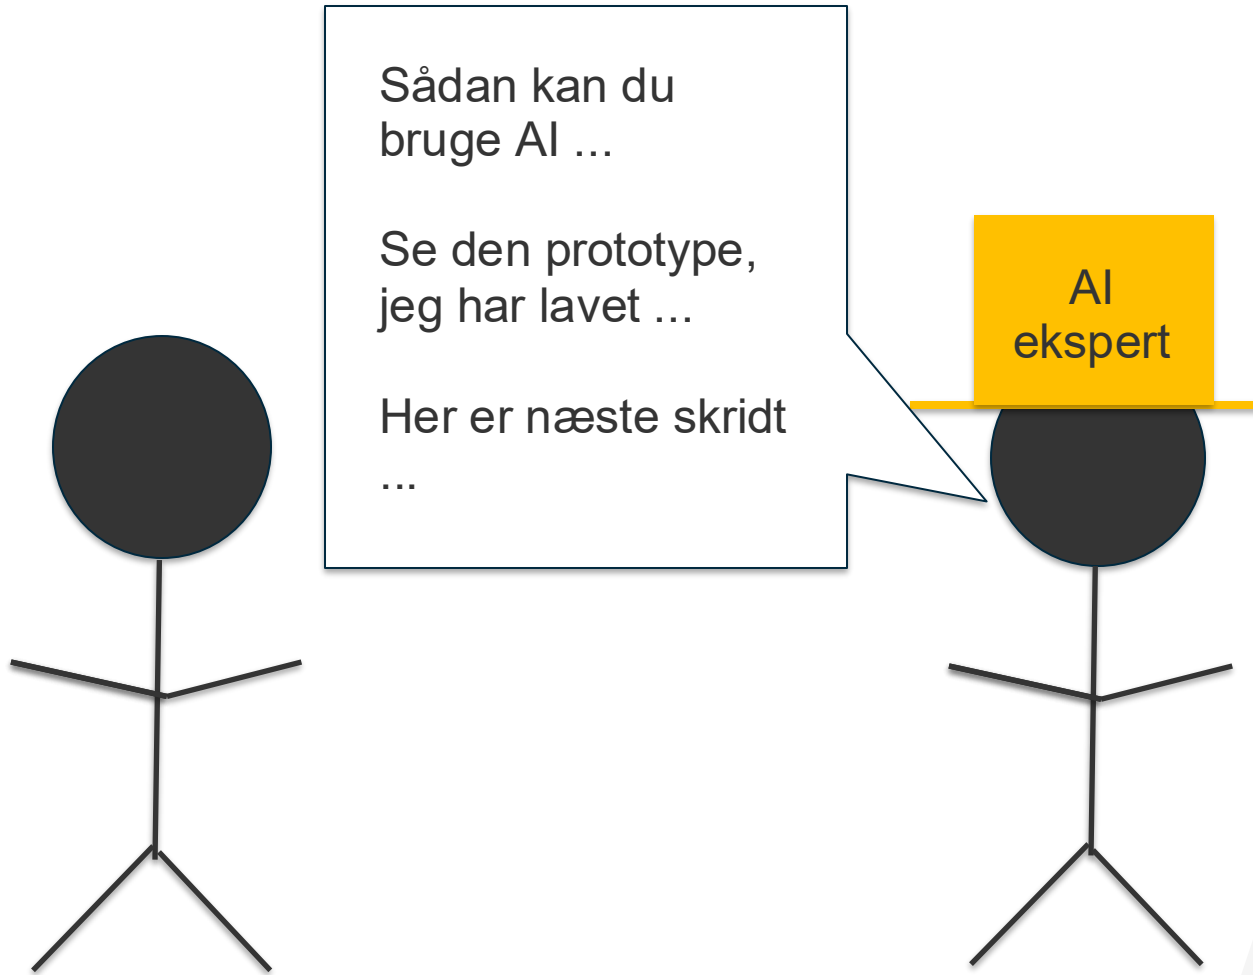 Sådan kan du
bruge AI ...
Se den prototype,
jeg har lavet ...
Her er næste skridt
...
AI
ekspert